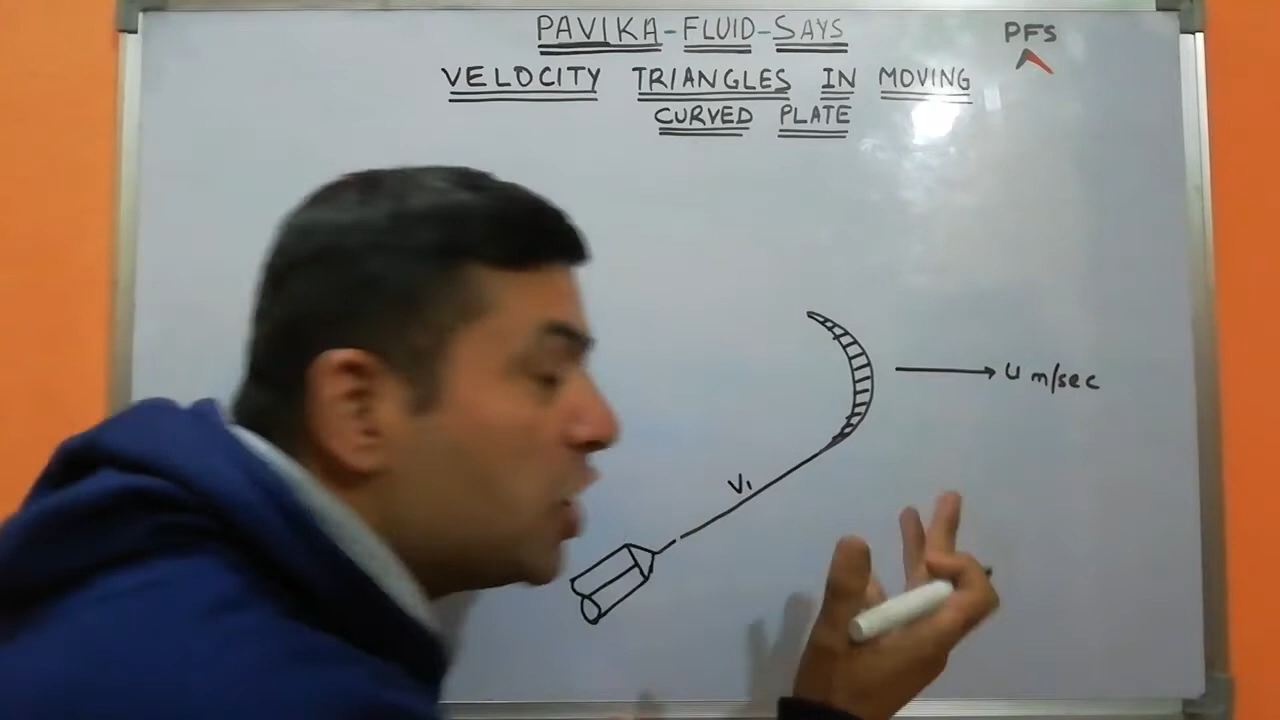 PAVIKA-FLUID-SAYS
PFS
VELOCITY TRIANGLES IN MOVING
CURVED PLATE
u m/sec
V1